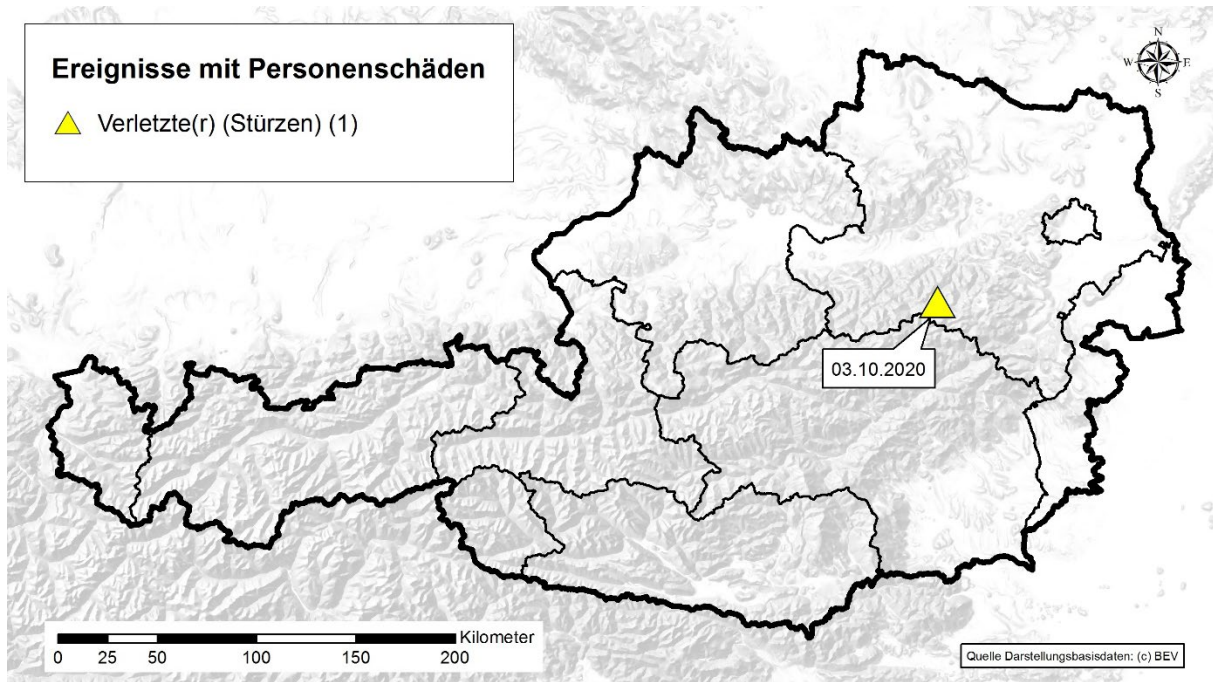 Ereignisse mit Personenschäden
Verletzte(r) (Stürzen) (1)
N
W E
S
03.10.2020
Kilometer
0 25 50 100 150 200
Quelle Darstellungsbasisdaten: (c) BEV